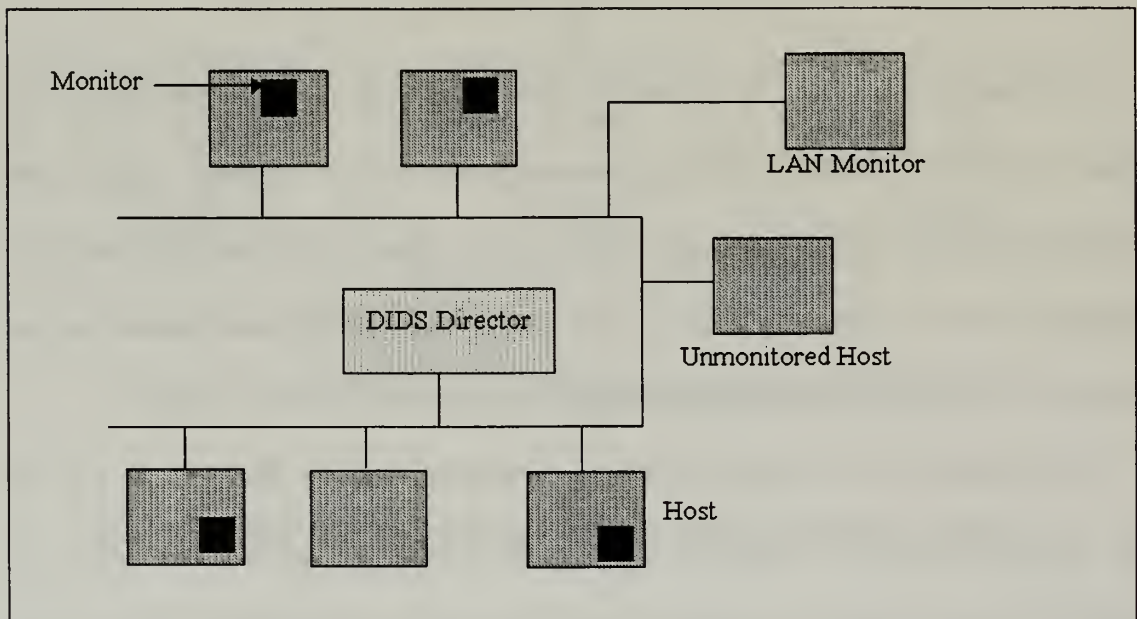 Monitor
LAN Monitor
DIDS Director
Unmonitored Host
Host